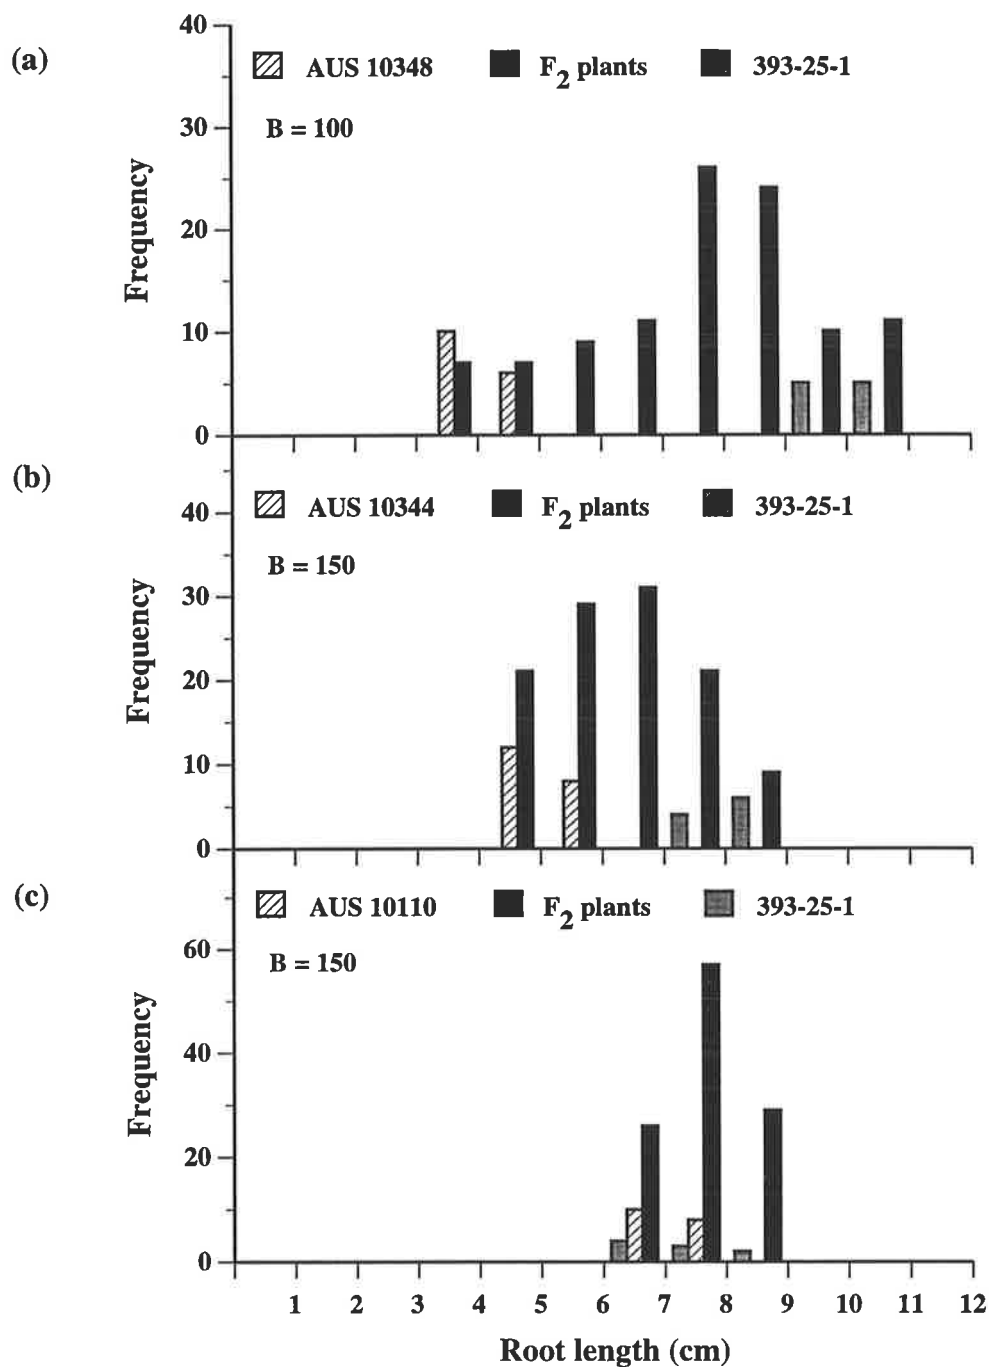 (a)
AUS 10348 F2 plants 393-25-1
B = 100
40
30
20
10
0
Frequency
(b)
AUS 10344 F2 plants 393-25-1
B = 150
40
30
20
10
0
Frequency
(c)
AUS 10110 F2 plants 393-25-1
B = 150
60
40
20
0
Frequency
1 2 3 4 5 6 7 8 9 10 11 12
Root length (cm)